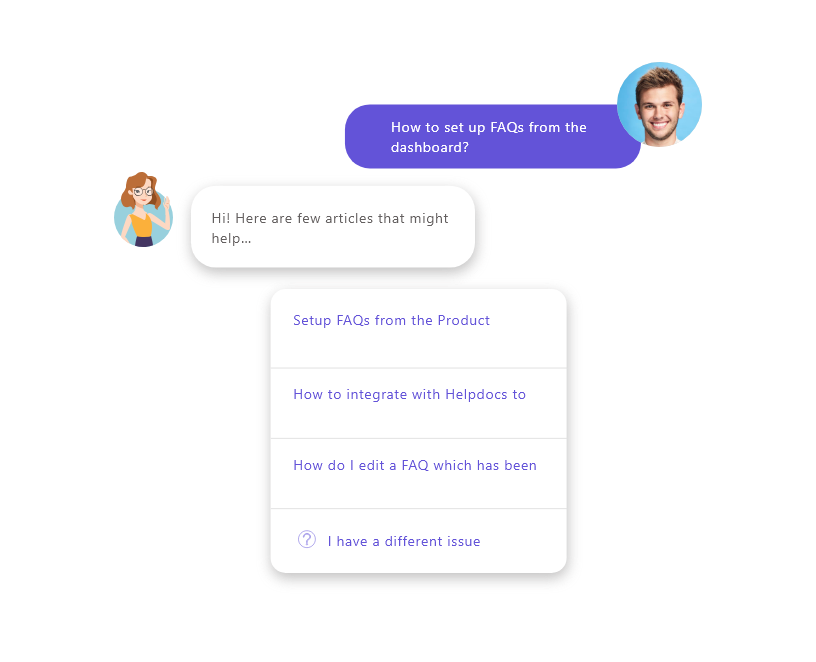 How to set up FAQs from the
dashboard?
Hi! Here are few articles that might
help...
Setup FAQs from the Product
How to integrate with Helpdocs to
How do I edit a FAQ which has been
? I have a different issue